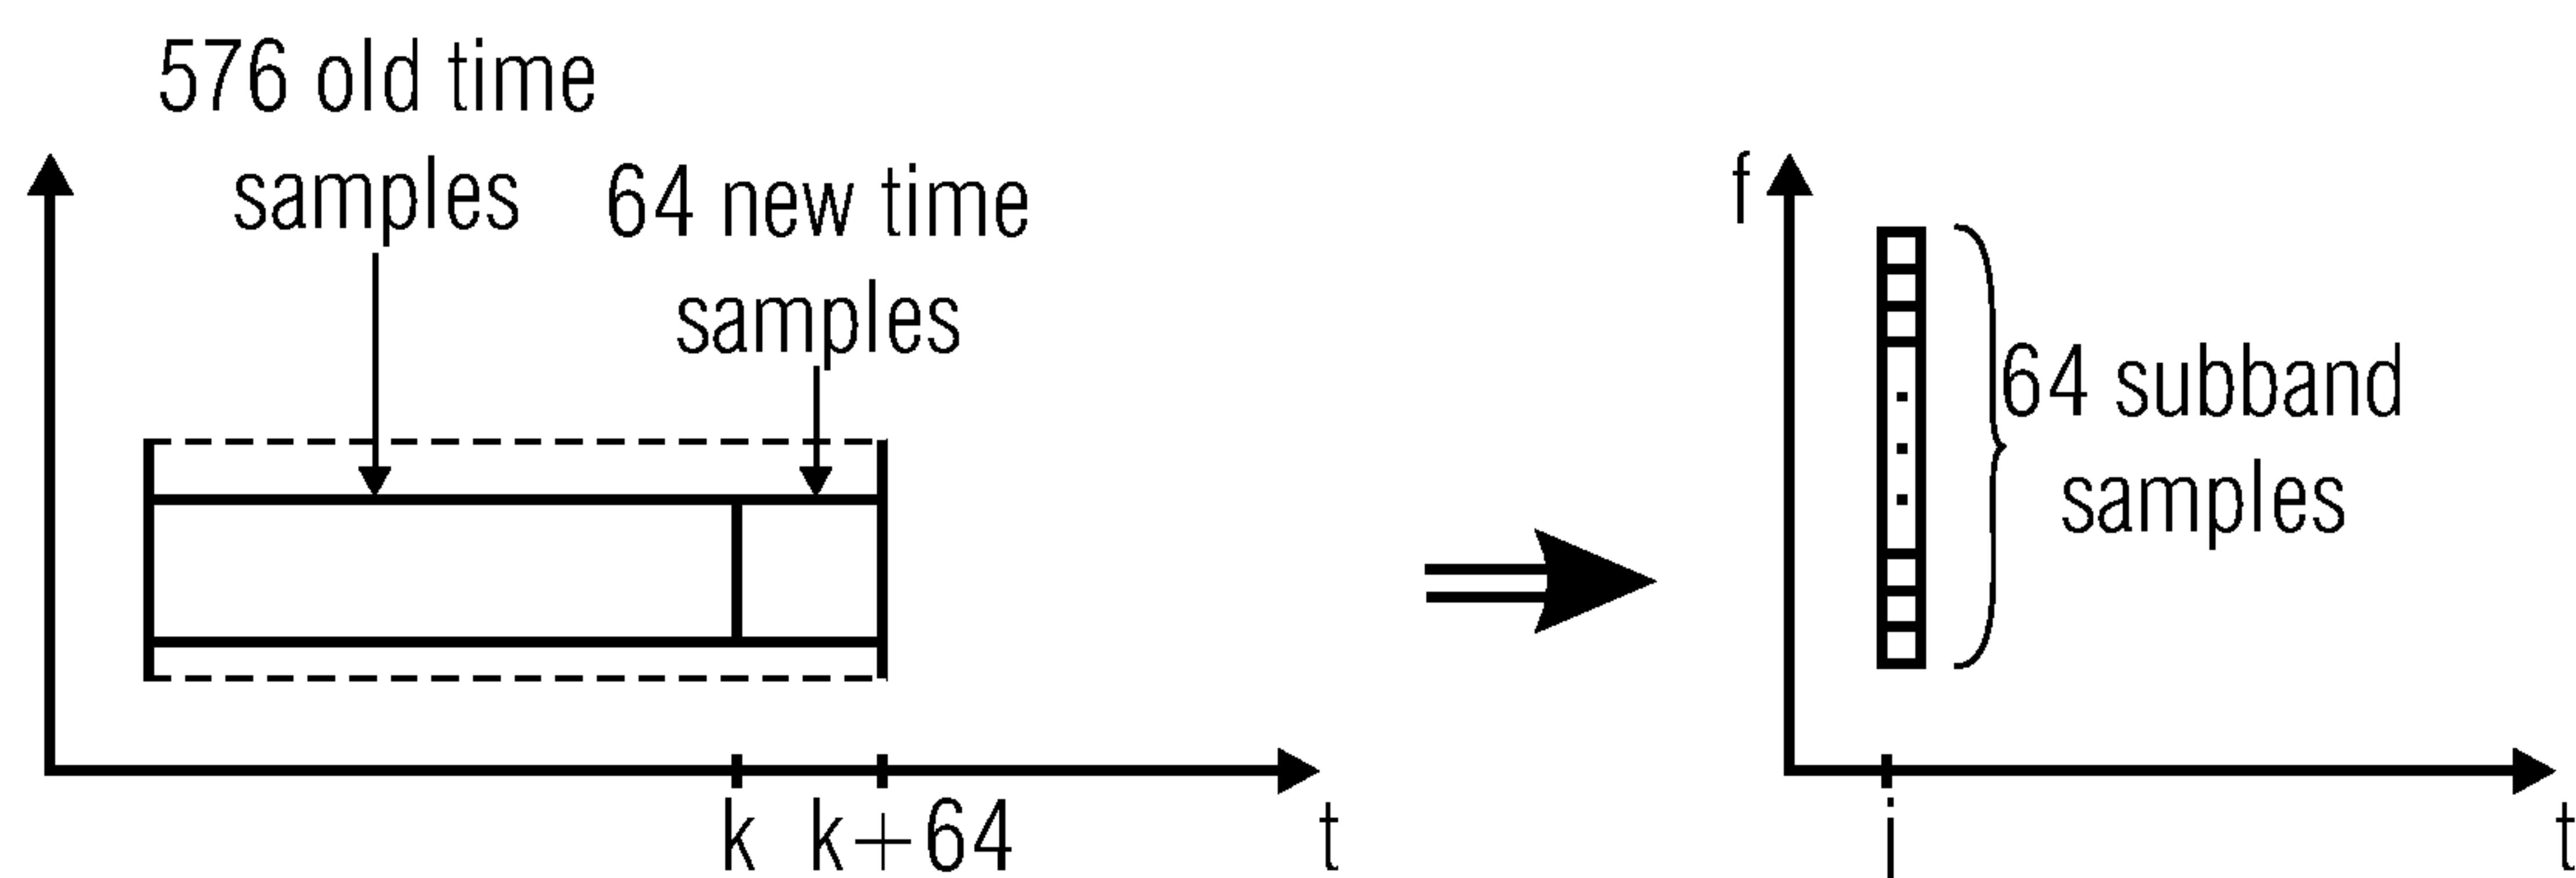 576 old time
samples
64 new time
samples
k
k+64
t
f
64 subband
samples
i
t